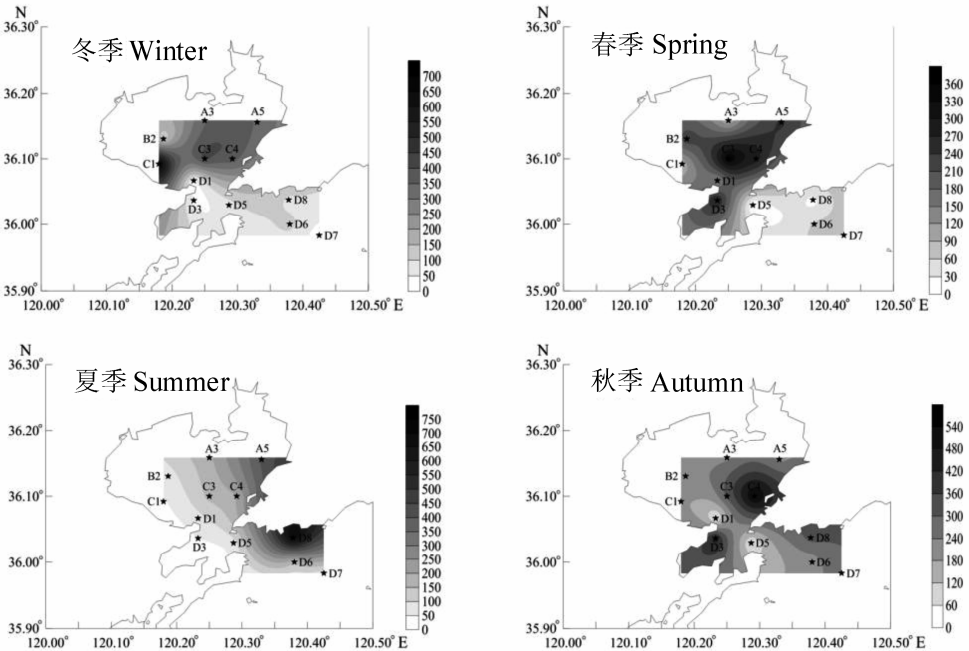 N
36.30°
冬季 Winter
36.20°
36.10°
36.00°
35.90°
A3
A5
B2
C1
C3
C4
D1
D3
D5
D8
D6
D7
120.00° 120.10° 120.20° 120.30° 120.40° 120.50° E
700
650
600
550
500
450
400
350
300
250
200
150
100
50
0
N
36.30°
春季 Spring
36.20°
36.10°
36.00°
35.90°
A3
A5
B2
C1
C3
C4
D1
D3
D5
D8
D6
D7
120.00° 120.10° 120.20° 120.30° 120.40° 120.50° E
360
330
300
270
240
210
180
150
120
90
60
30
0
N
36.30°
夏季 Summer
36.20°
36.10°
36.00°
35.90°
A3
A5
B2
C1
C3
C4
D1
D3
D5
D8
D6
D7
120.00° 120.10° 120.20° 120.30° 120.40° 120.50° E
750
700
650
600
550
500
450
400
350
300
250
200
150
100
50
0
N
36.30°
秋季 Autumn
36.20°
36.10°
36.00°
35.90°
A3
A5
B2
C1
C3
C4
D1
D3
D5
D8
D6
D7
120.00° 120.10° 120.20° 120.30° 120.40° 120.50° E
540
480
420
360
300
240
180
120
60
0